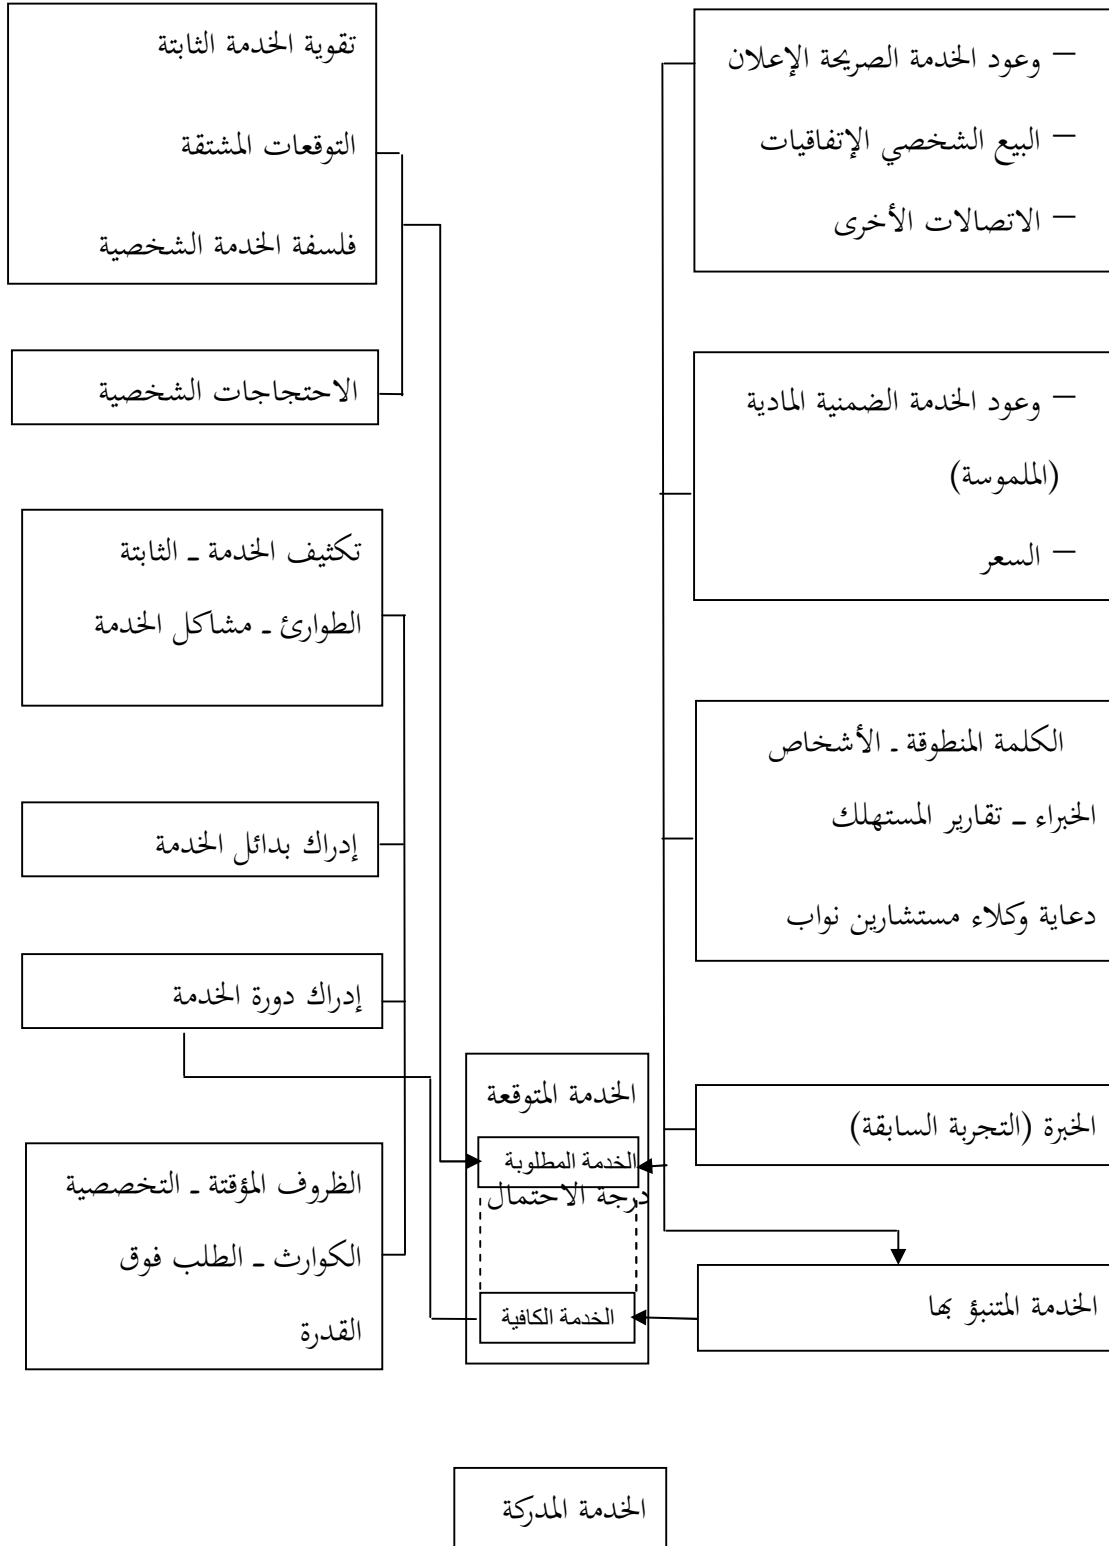 – وعود الخدمة الصريحة الإعلان
– البيع الشخصي الإتفاقيات
– الاتصالات الأخرى
– وعود الخدمة الضمنية المادية
(الملموسة)
– السعر
الكلمة المنطوقة ـ الأشخاص
الخبراء ــ تقارير المستهلك
دعاية وكلاء مستشارين نواب
الخبرة (التجربة السابقة)
الخدمة المتنبؤ بها
تقوية الخدمة الثابتة
التوقعات المشتقة
فلسفة الخدمة الشخصية
الاحتجاجات الشخصية
تكثيف الخدمة ـ الثابتة
الطوارئ ـ مشاكل الخدمة
إدراك بدائل الخدمة
إدراك دورة الخدمة
الظروف المؤقتة ـ التخصصية
الكوارث ـ الطلب فوق
القدرة
الخدمة المتوقعة
الخدمة المطلوبة
درجة الاحتمال
الخدمة الكافية
الخدمة المدركة